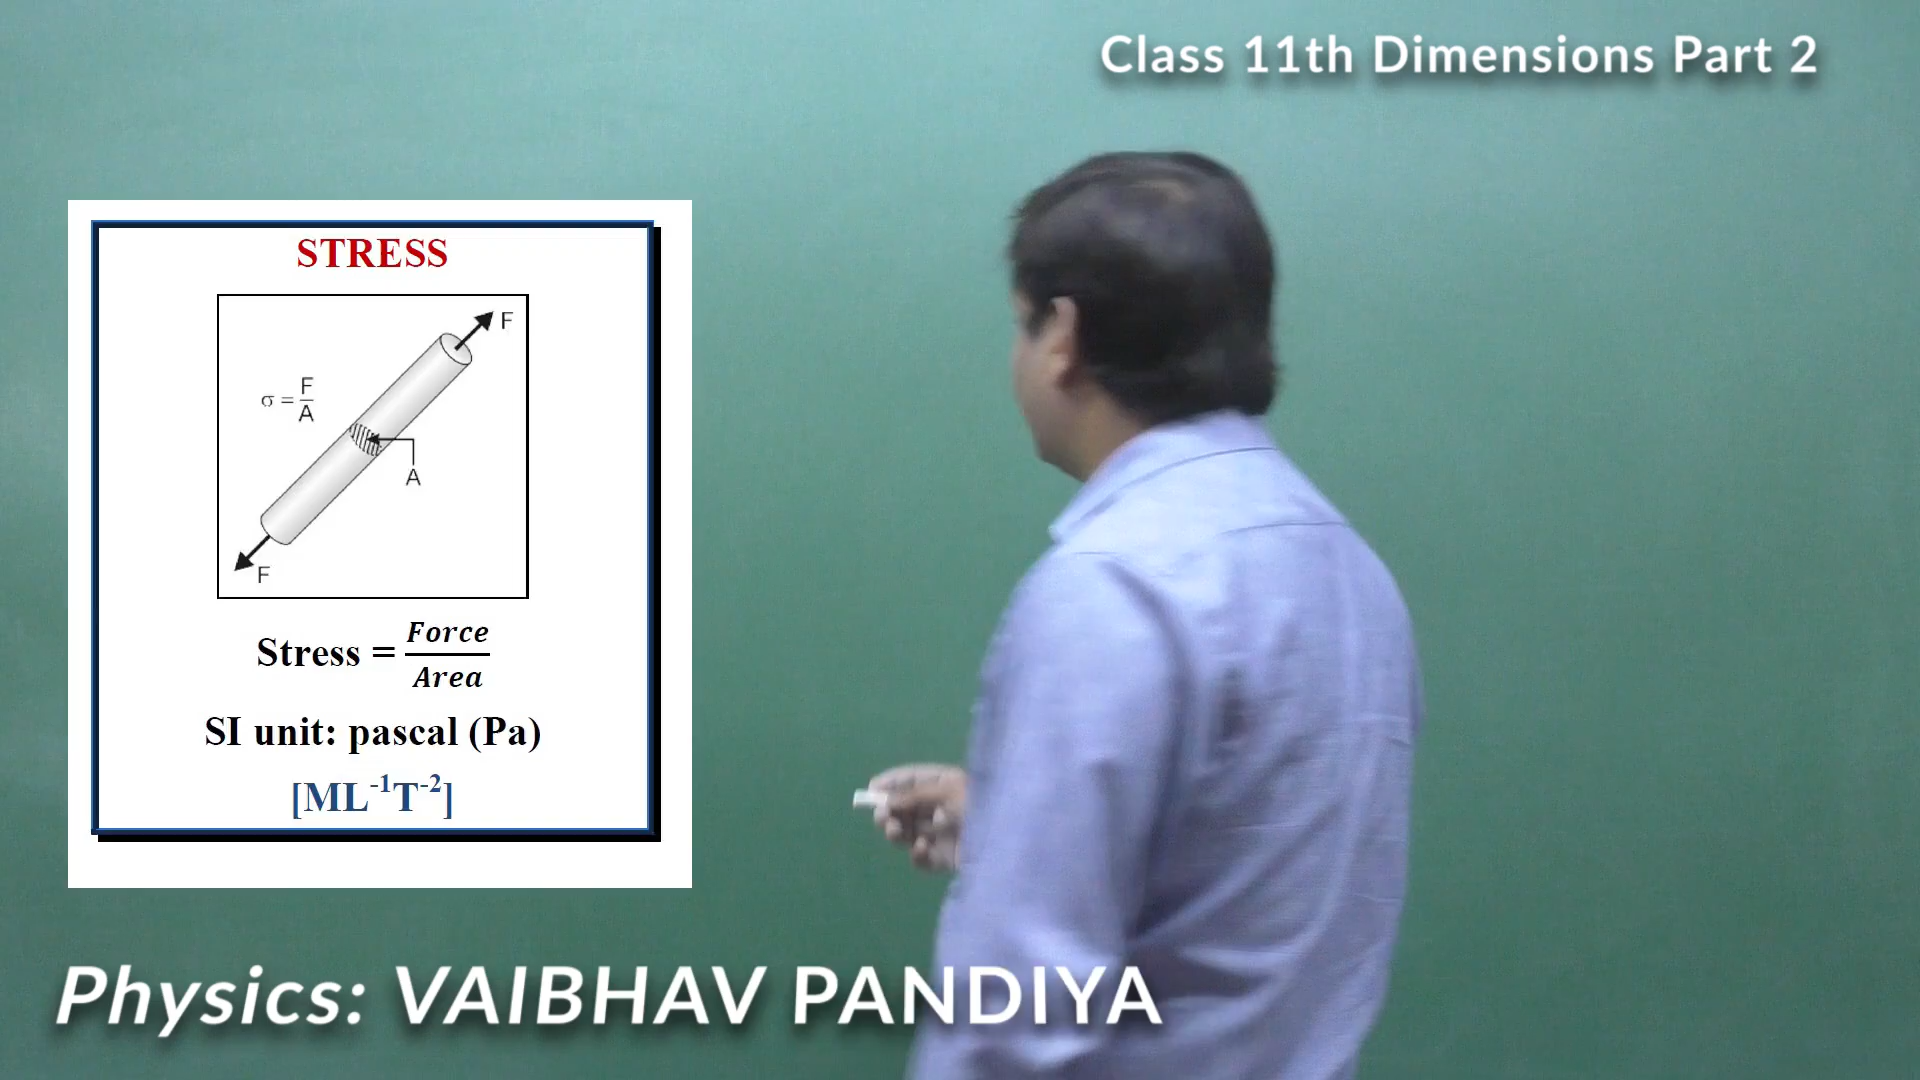 Class 11th Dimensions Part 2
STRESS
F
σ = F/A
A
F
Stress = Force/Area
SI unit: pascal (Pa)
[ML⁻¹T⁻²]
Physics: VAIBHAV PANDIYA